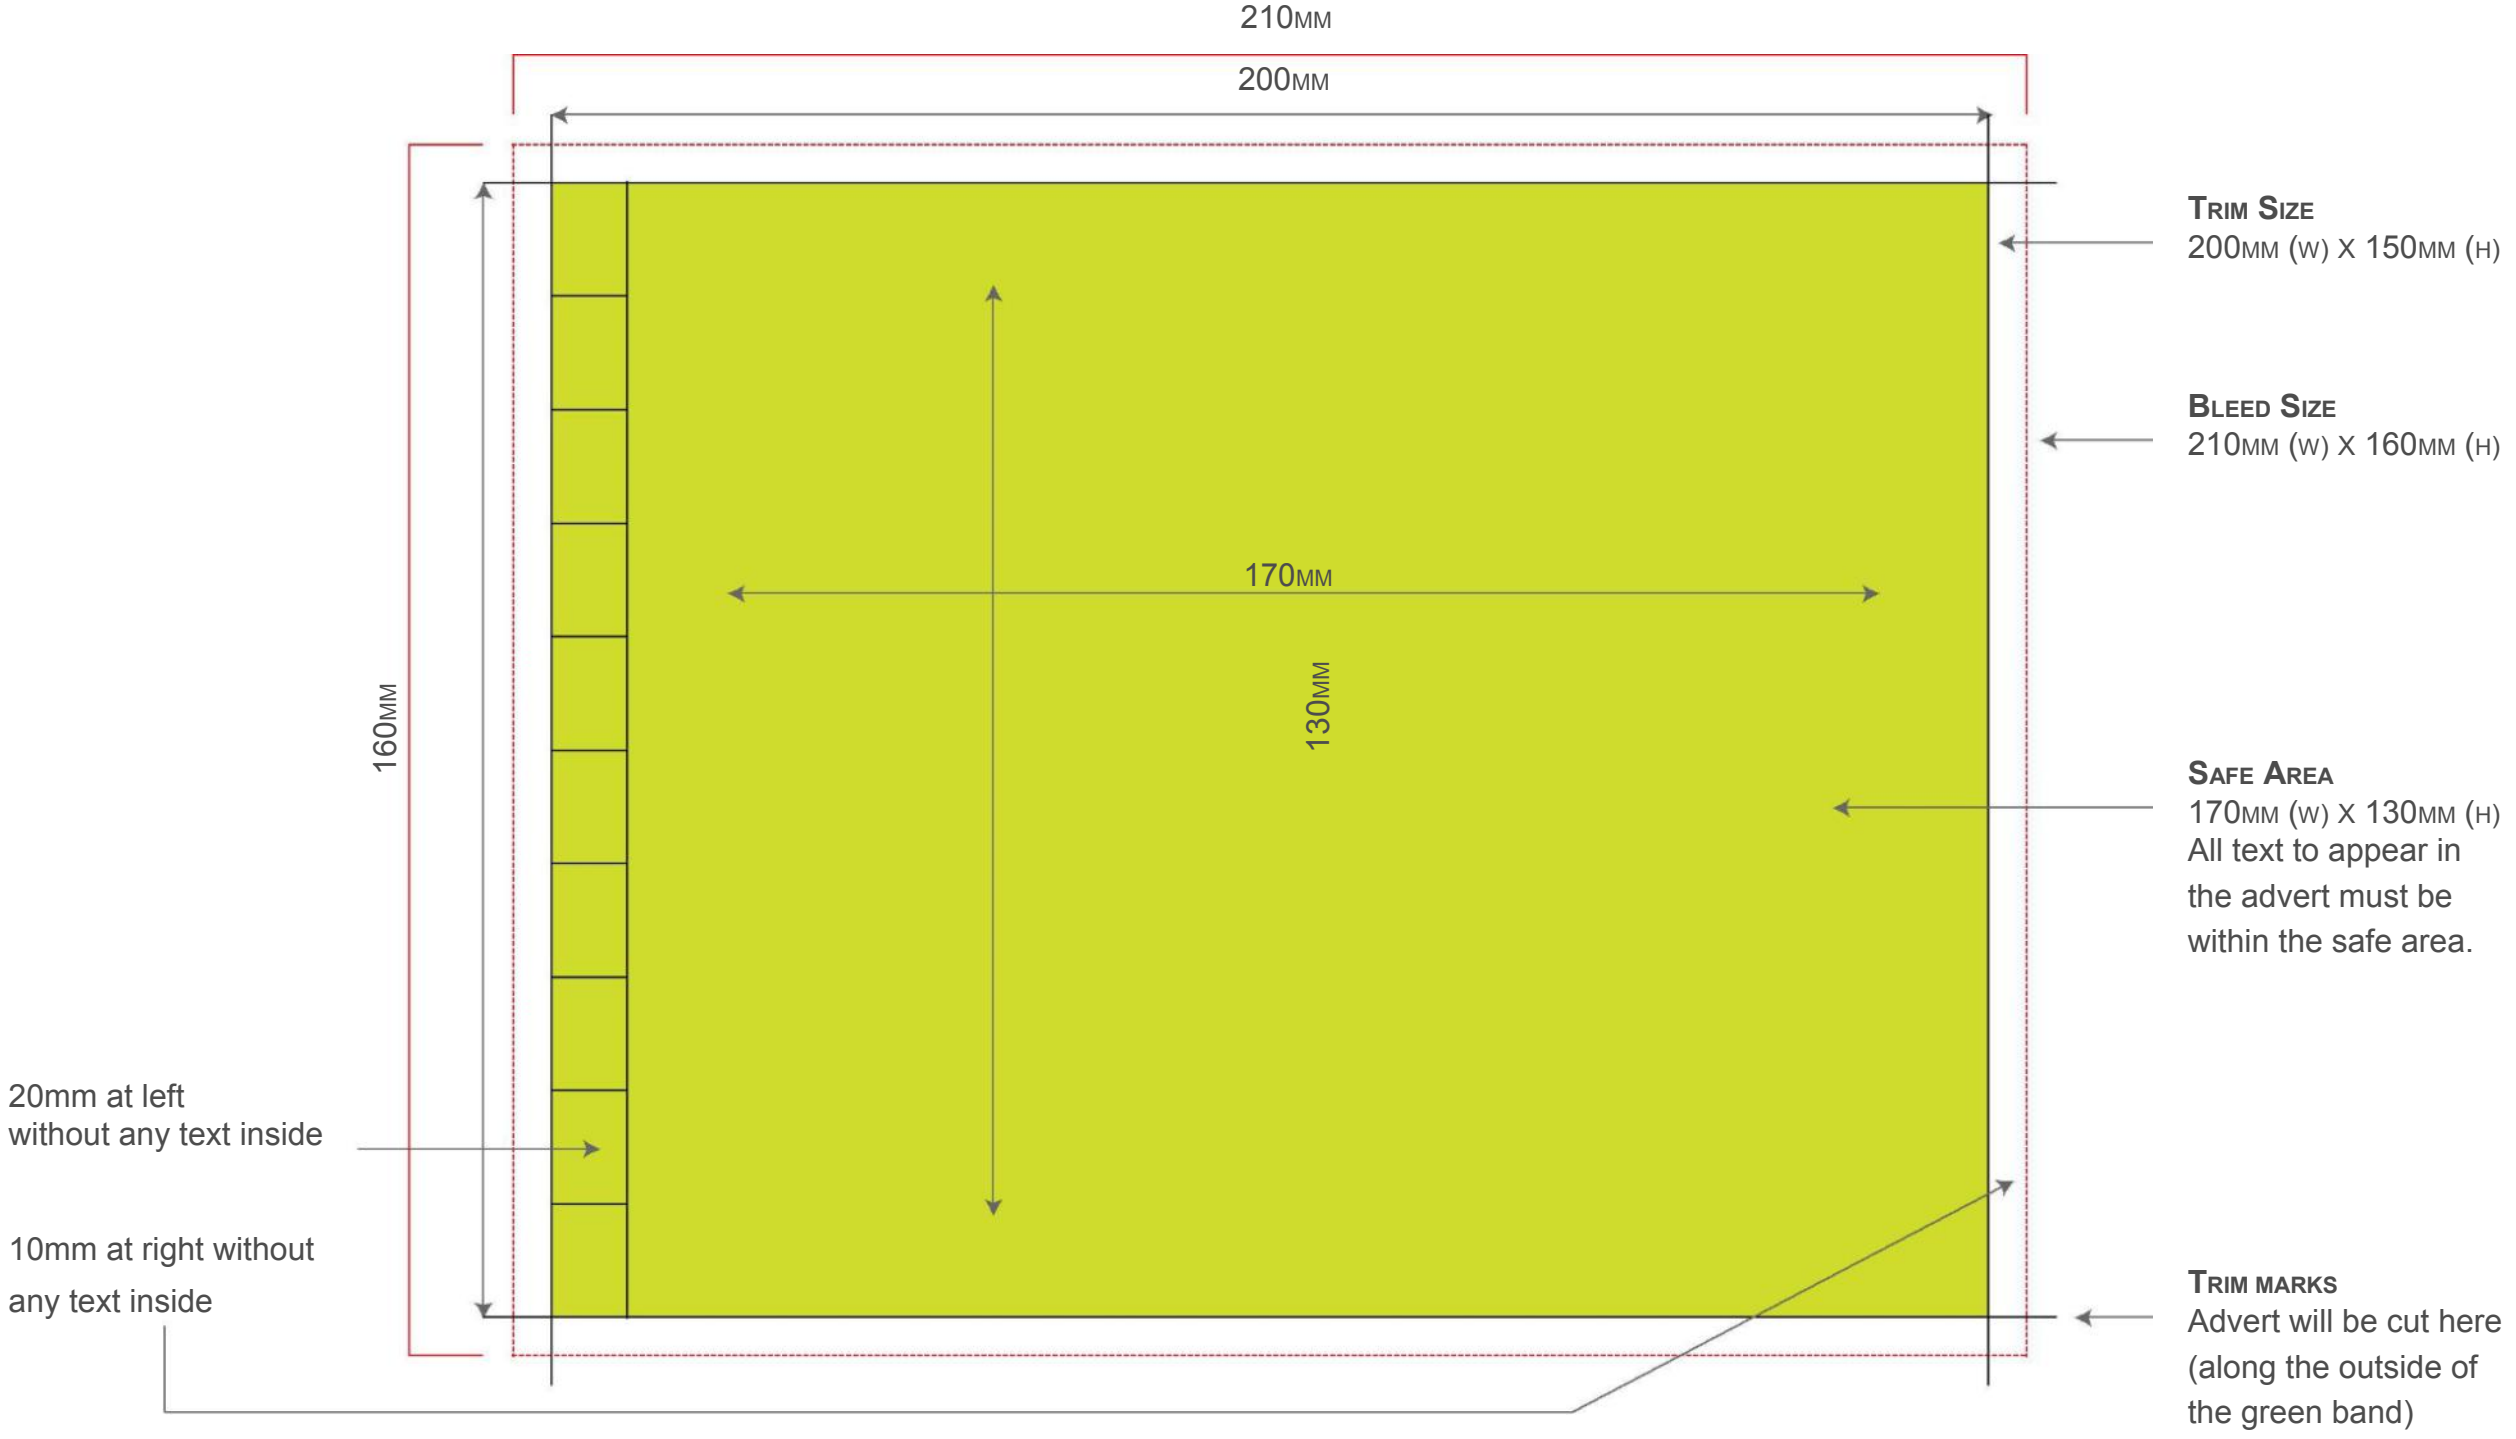 210MM
200MM
TRIM SIZE
200MM (W) X 150MM (H)
BLEED SIZE
210MM (W) X 160MM (H)
170MM
130MM
160MM
SAFE AREA
170MM (W) X 130MM (H)
All text to appear in
the advert must be
within the safe area.
20mm at left
without any text inside
10mm at right without
any text inside
TRIM MARKS
Advert will be cut here
(along the outside of
the green band)